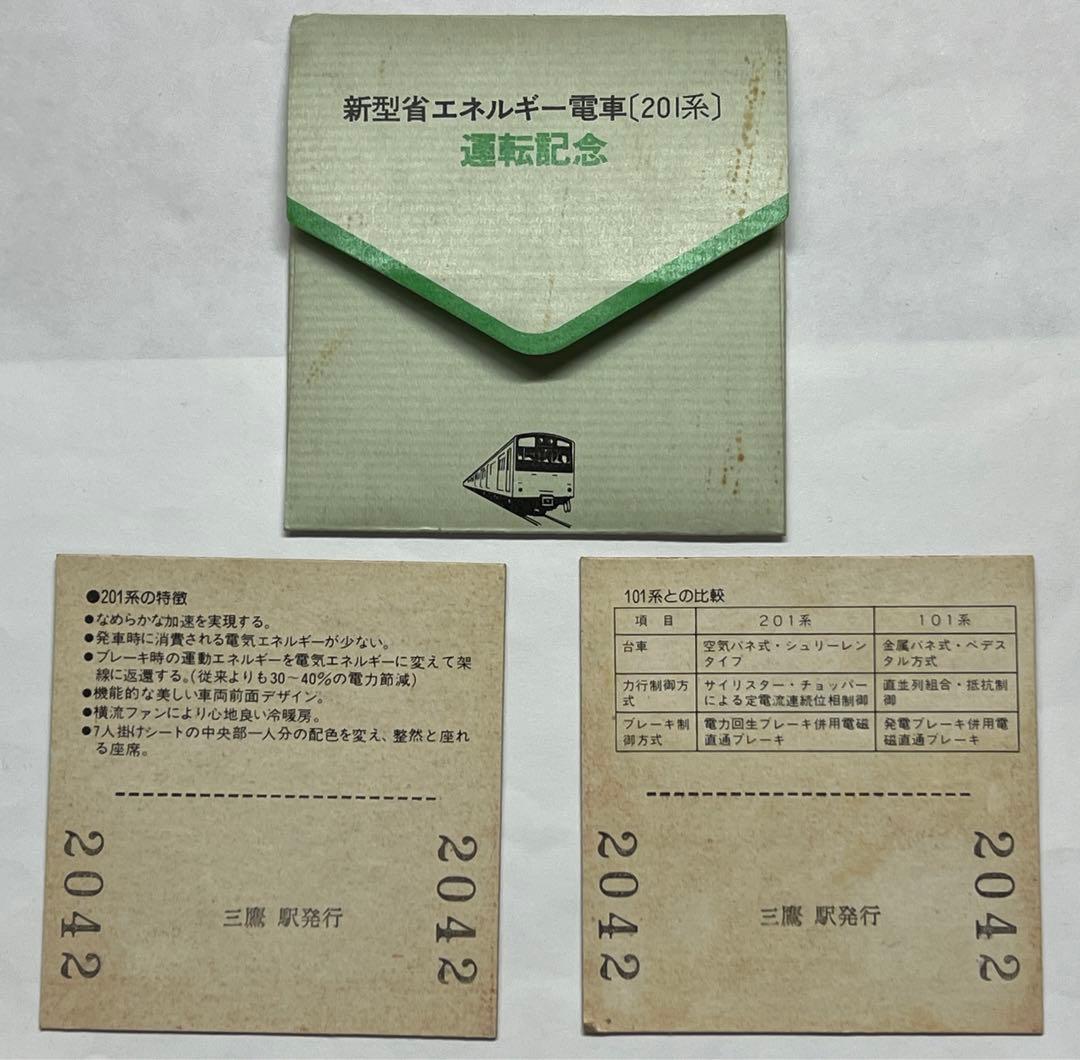 新型省エネルギー電車〔201系〕
運転記念
●201系の特徴
●なめらかな加速を実現する。
●発車時に消費される電気エネルギーが少ない。
●ブレーキ時の運動エネルギーを電気エネルギーに変えて架
線に返還する。(従来よりも30〜40%の電力節減)
●機能的な美しい車両前面デザイン。
●横流ファンにより心地良い冷暖房。
●7人掛けシートの中央部一人分の配色を変え、整然と座れ
る座席。
2042
三鷹 駅発行
2042
101系との比較
項 目 201系 101系
台車 空気バネ式・シュリーレン
タイプ 金属バネ式・ペデス
タル方式
力行制御方
式 サイリスター・チョッパー
による定電流連続位相制御 直並列組合・抵抗制
御
ブレーキ制
御方式 電力回生ブレーキ併用電磁
直通ブレーキ 発電ブレーキ併用電
磁直通ブレーキ
2042
三鷹 駅発行
2042